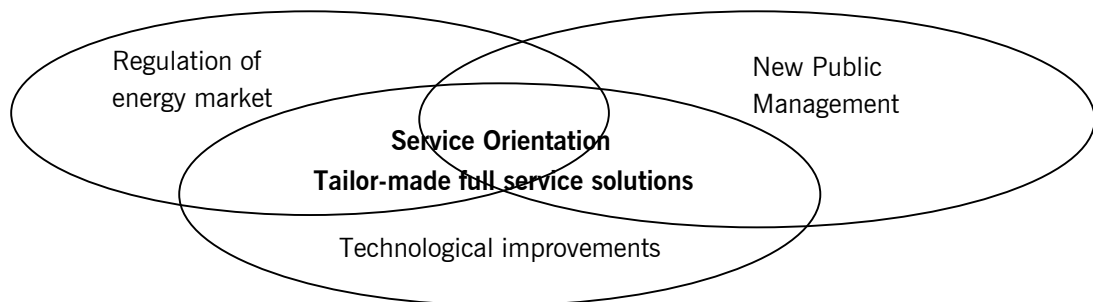 Regulation of
energy market
New Public
Management
Service Orientation
Tailor-made full service solutions
Technological improvements